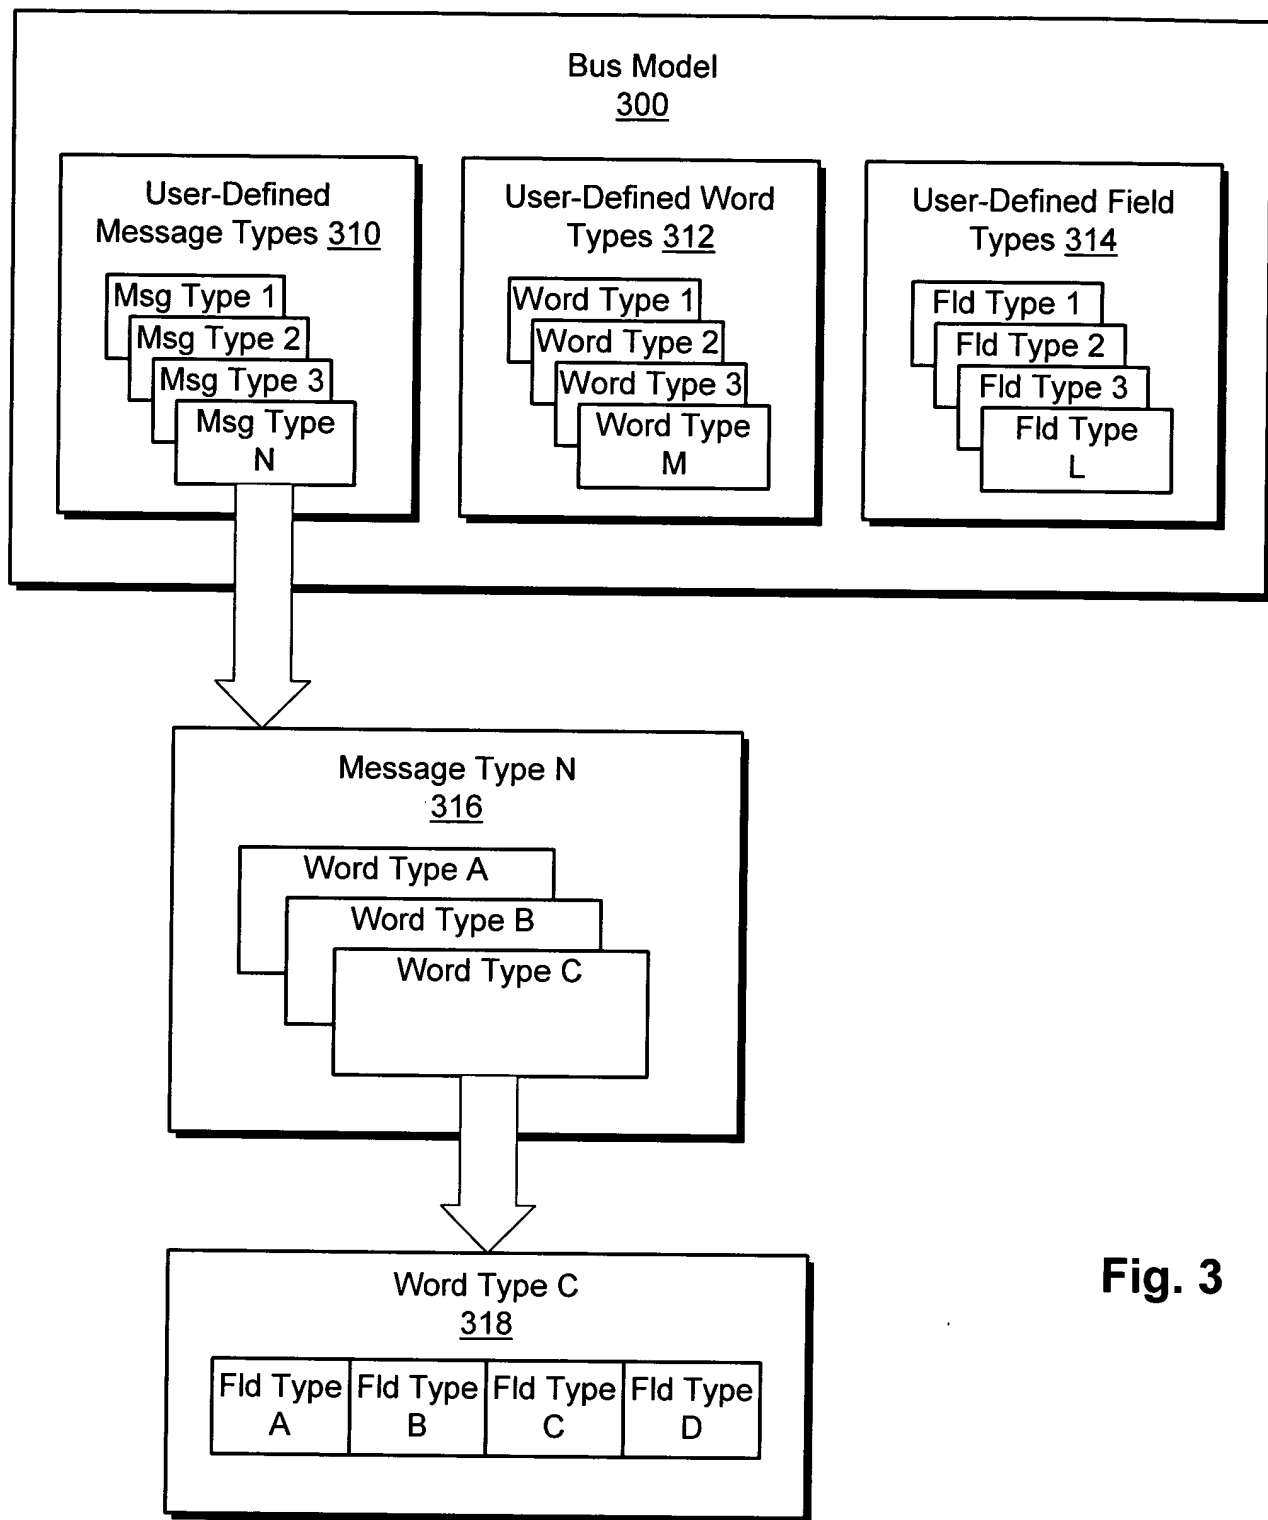 Bus Model
300
User-Defined
Message Types 310
Msg Type 1
Msg Type 2
Msg Type 3
Msg Type
N
User-Defined Word
Types 312
Word Type 1
Word Type 2
Word Type 3
Word Type
M
User-Defined Field
Types 314
Fld Type 1
Fld Type 2
Fld Type 3
Fld Type
L
Message Type N
316
Word Type A
Word Type B
Word Type C
Word Type C
318
Fld Type
A
Fld Type
B
Fld Type
C
Fld Type
D
Fig. 3